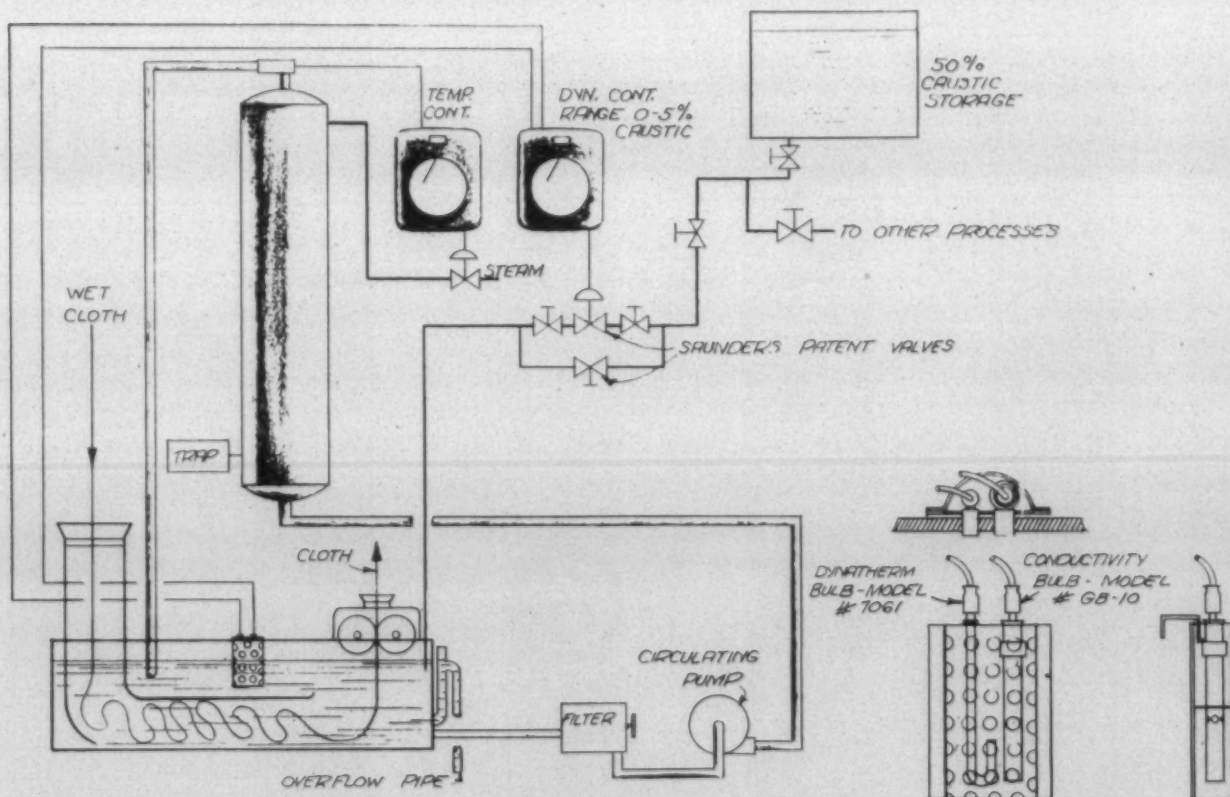 50%
CAUSTIC
STORAGE
TEMP.
CONT.
DYN. CONT.
RANGE 0-5%
CAUSTIC
TO OTHER PROCESSES
STEAM
WET
CLOTH
SAUNDERS PATENT VALVES
TRAP
CLOTH
DYNATHERM
BULB-MODEL
# 7061
CONDUCTIVITY
BULB-MODEL
# GB-10
CIRCULATING
PUMP
FILTER
OVERFLOW PIPE